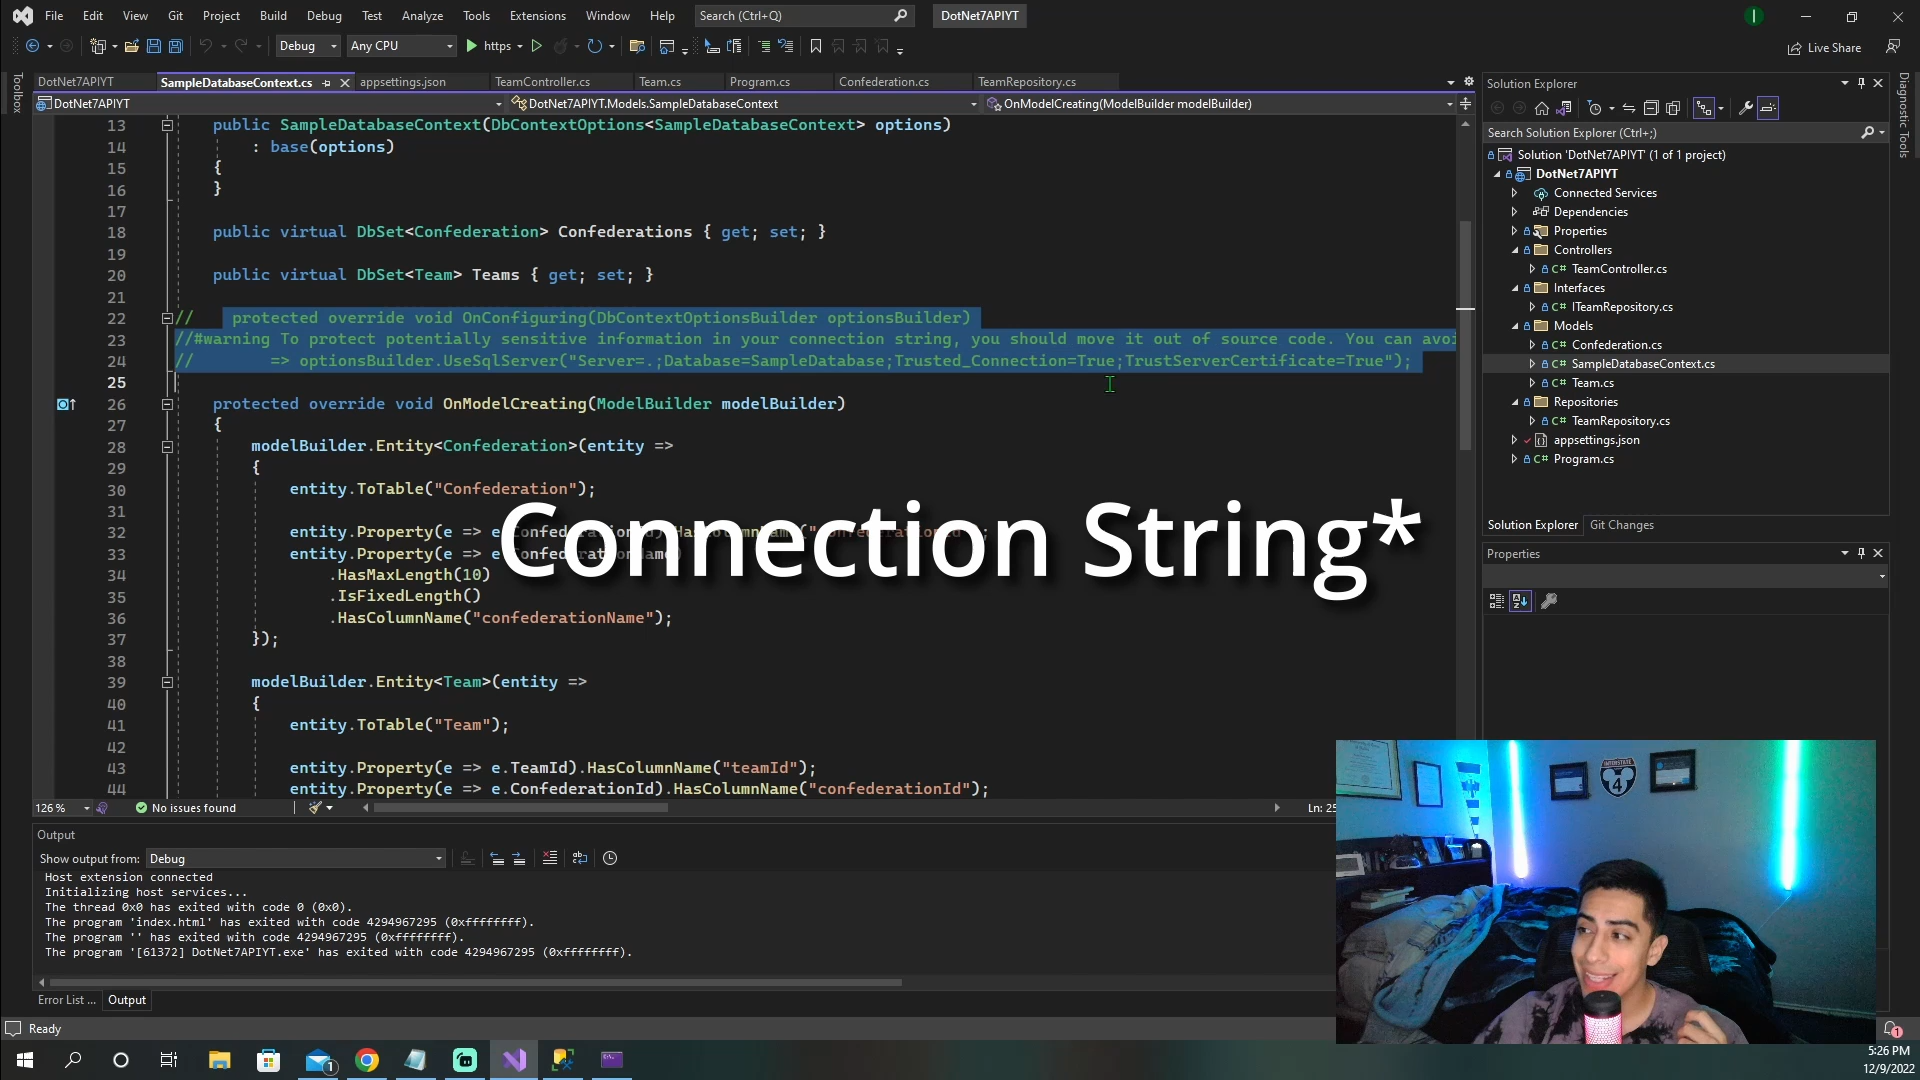 File Edit View Git Project Build Debug Test Analyze Tools Extensions Window Help Search (Ctrl+Q) DotNet7APIYT
Debug Any CPU https Live Share
Toolbox
DotNet7APIYT SampleDatabaseContext.cs appsettings.json TeamController.cs Team.cs Program.cs Confederation.cs TeamRepository.cs
DotNet7APIYT DotNet7APIYT.Models.SampleDatabaseContext OnModelCreating(ModelBuilder modelBuilder)
13 public SampleDatabaseContext(DbContextOptions<SampleDatabaseContext> options)
14 : base(options)
15 {
16 }
17
18 public virtual DbSet<Confederation> Confederations { get; set; }
19
20 public virtual DbSet<Team> Teams { get; set; }
21
22 // protected override void OnConfiguring(DbContextOptionsBuilder optionsBuilder)
23 //#warning To protect potentially sensitive information in your connection string, you should move it out of source code. You can avoi
24 // => optionsBuilder.UseSqlServer("Server=.;Database=SampleDatabase;Trusted_Connection=True;TrustServerCertificate=True");
25
26 protected override void OnModelCreating(ModelBuilder modelBuilder)
27 {
28 modelBuilder.Entity<Confederation>(entity =>
29 {
30 entity.ToTable("Confederation");
31
32 entity.Property(e => e
33 entity.Property(e => e
34 .HasMaxLength(10)
35 .IsFixedLength()
36 .HasColumnName("confederationName");
37 });
38
39 modelBuilder.Entity<Team>(entity =>
40 {
41 entity.ToTable("Team");
42
43 entity.Property(e => e.TeamId).HasColumnName("teamId");
44 entity.Property(e => e.ConfederationId).HasColumnName("confederationId");
Connection String*
126 % No issues found Ln: 25
Output
Show output from: Debug
Host extension connected
Initializing host services...
The thread 0x0 has exited with code 0 (0x0).
The program 'index.html' has exited with code 4294967295 (0xffffffff).
The program '' has exited with code 4294967295 (0xffffffff).
The program '[61372] DotNet7APIYT.exe' has exited with code 4294967295 (0xffffffff).
Error List ... Output
Ready
Solution Explorer
Search Solution Explorer (Ctrl+;)
Solution 'DotNet7APIYT' (1 of 1 project)
DotNet7APIYT
Connected Services
Dependencies
Properties
Controllers
C# TeamController.cs
Interfaces
C# ITeamRepository.cs
Models
C# Confederation.cs
C# SampleDatabaseContext.cs
C# Team.cs
Repositories
C# TeamRepository.cs
appsettings.json
C# Program.cs
Solution Explorer Git Changes
Properties
Diagnostic Tools
INTERSTATE
4
1
1
5:26 PM
12/9/2022